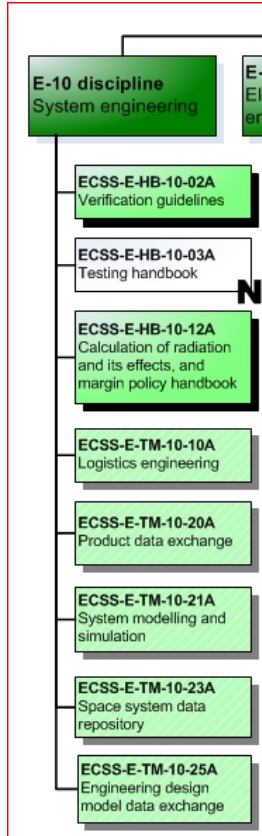 E-10 discipline
System engineering
E-
El
en
ECSS-E-HB-10-02A
Verification guidelines
ECSS-E-HB-10-03A
Testing handbook
N
ECSS-E-HB-10-12A
Calculation of radiation
and its effects, and
margin policy handbook
ECSS-E-TM-10-10A
Logistics engineering
ECSS-E-TM-10-20A
Product data exchange
ECSS-E-TM-10-21A
System modelling and
simulation
ECSS-E-TM-10-23A
Space system data
repository
ECSS-E-TM-10-25A
Engineering design
model data exchange